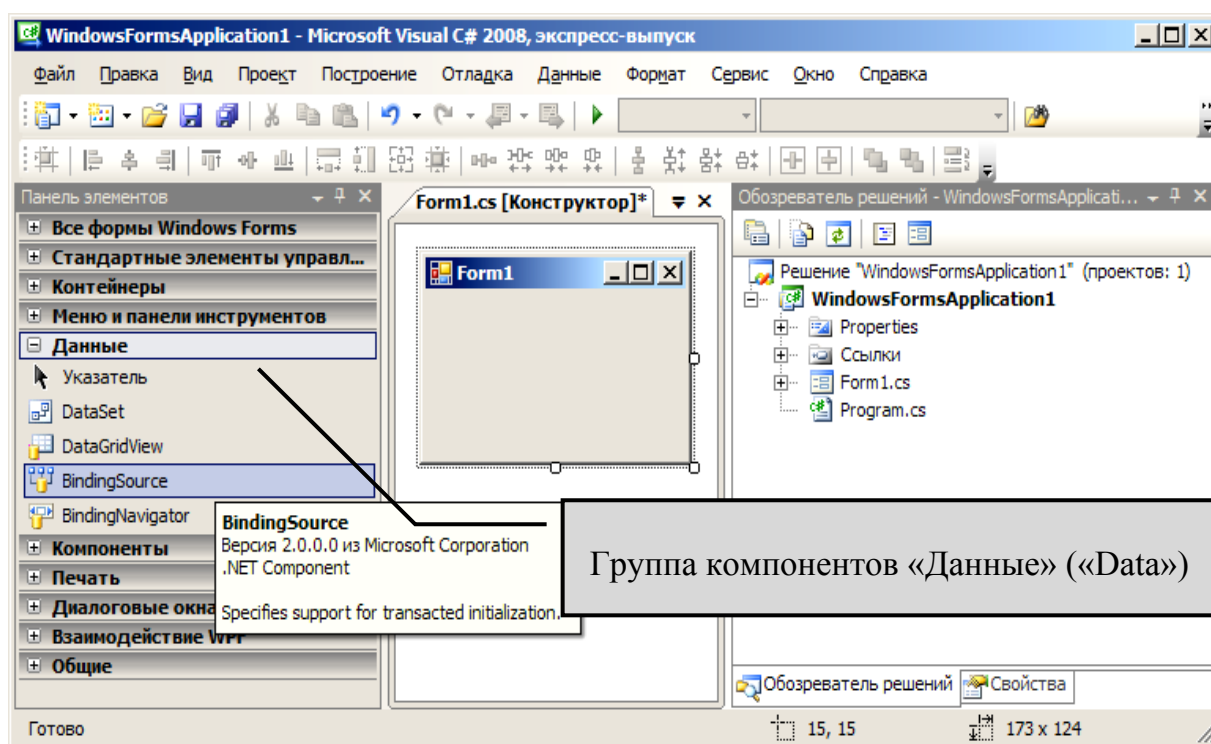 WindowsFormsApplication1 - Microsoft Visual C# 2008, экспресс-выпуск
Файл Правка Вид Проект Построение Отладка Данные Формат Сервис Окно Справка
Панель элементов
Все формы Windows Forms
Стандартные элементы управл...
Контейнеры
Меню и панели инструментов
Данные
Указатель
DataSet
DataGridView
BindingSource
BindingNavigator
Компоненты
Печать
Диалоговые окна
Взаимодействие WPF
Общие
BindingSource
Версия 2.0.0.0 из Microsoft Corporation
.NET Component
Specifies support for transacted initialization.
Form1.cs [Конструктор]*
Form1
Группа компонентов «Данные» («Data»)
Обозреватель решений - WindowsFormsApplicati...
Решение "WindowsFormsApplication1" (проектов: 1)
WindowsFormsApplication1
Properties
Ссылки
Form1.cs
Program.cs
Обозреватель решений Свойства
Готово 15, 15 173 x 124